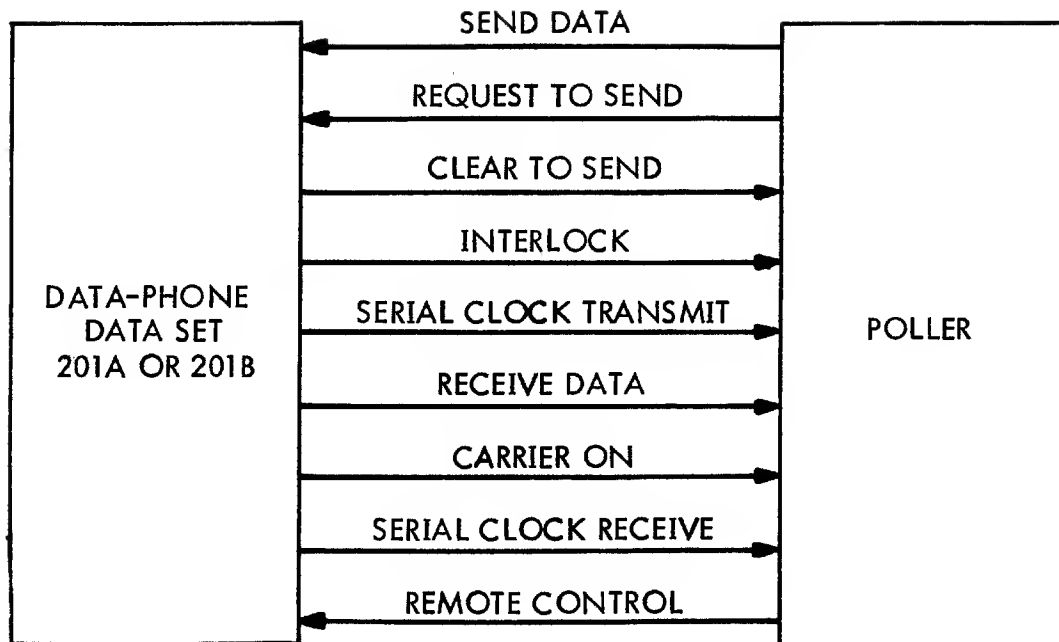 SEND DATA
REQUEST TO SEND
CLEAR TO SEND
INTERLOCK
DATA-PHONE
DATA SET
201A OR 201B
SERIAL CLOCK TRANSMIT
POLLER
RECEIVE DATA
CARRIER ON
SERIAL CLOCK RECEIVE
REMOTE CONTROL